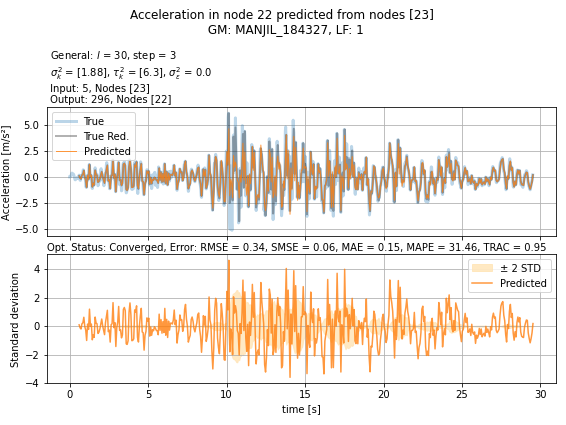 Acceleration in node 22 predicted from nodes [23]
GM: MANJIL_184327, LF: 1
General: l = 30, step = 3
σ²ₖ = [1.88], τ²ₖ = [6.3], σ²ε = 0.0
Input: 5, Nodes [23]
Output: 296, Nodes [22]
Acceleration [m/s²]
5.0
2.5
0.0
−2.5
−5.0
True
True Red.
Predicted
Opt. Status: Converged, Error: RMSE = 0.34, SMSE = 0.06, MAE = 0.15, MAPE = 31.46, TRAC = 0.95
Standard deviation
4
2
0
−2
−4
± 2 STD
Predicted
0 5 10 15 20 25 30
time [s]